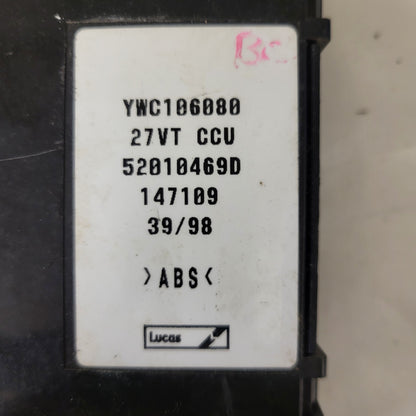 Bc
YWC106080
27VT CCU
52010469D
147109
39/98
>ABS<
Lucas